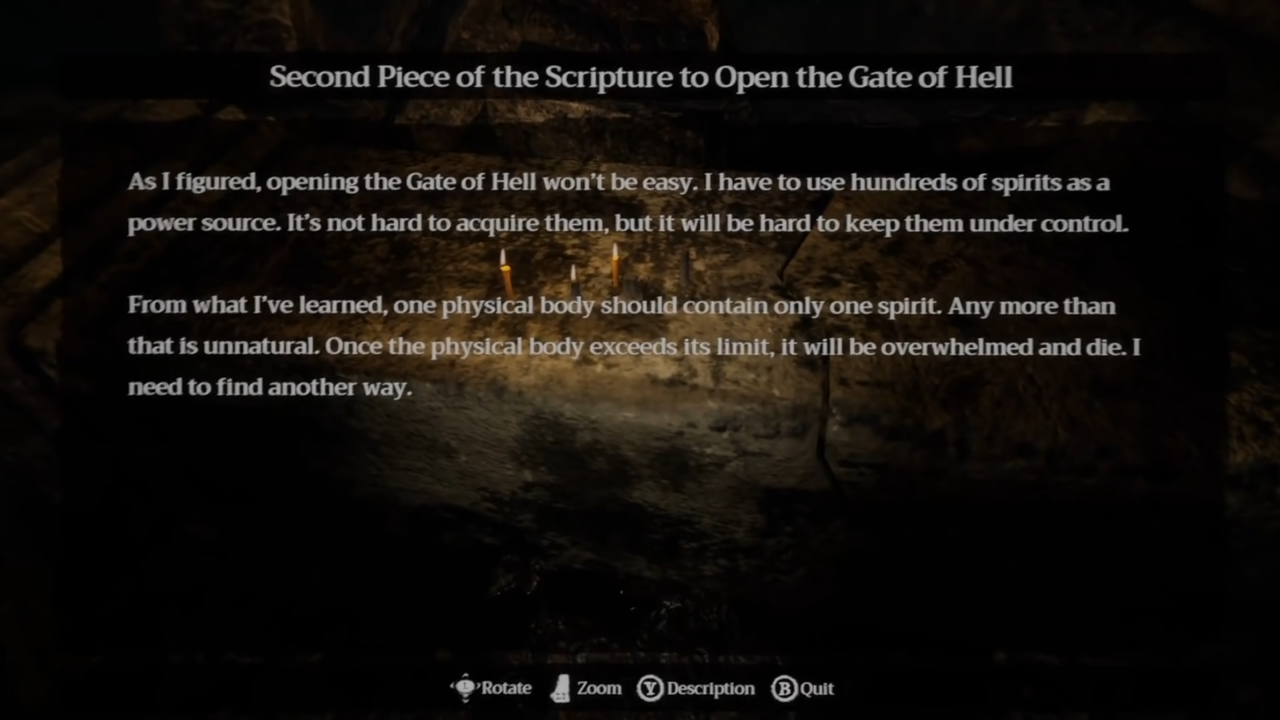 Second Piece of the Scripture to Open the Gate of Hell
As I figured, opening the Gate of Hell won't be easy. I have to use hundreds of spirits as a
power source. It's not hard to acquire them, but it will be hard to keep them under control.
From what I've learned, one physical body should contain only one spirit. Any more than
that is unnatural. Once the physical body exceeds its limit, it will be overwhelmed and die. I
need to find another way.
Rotate Zoom Y Description B Quit